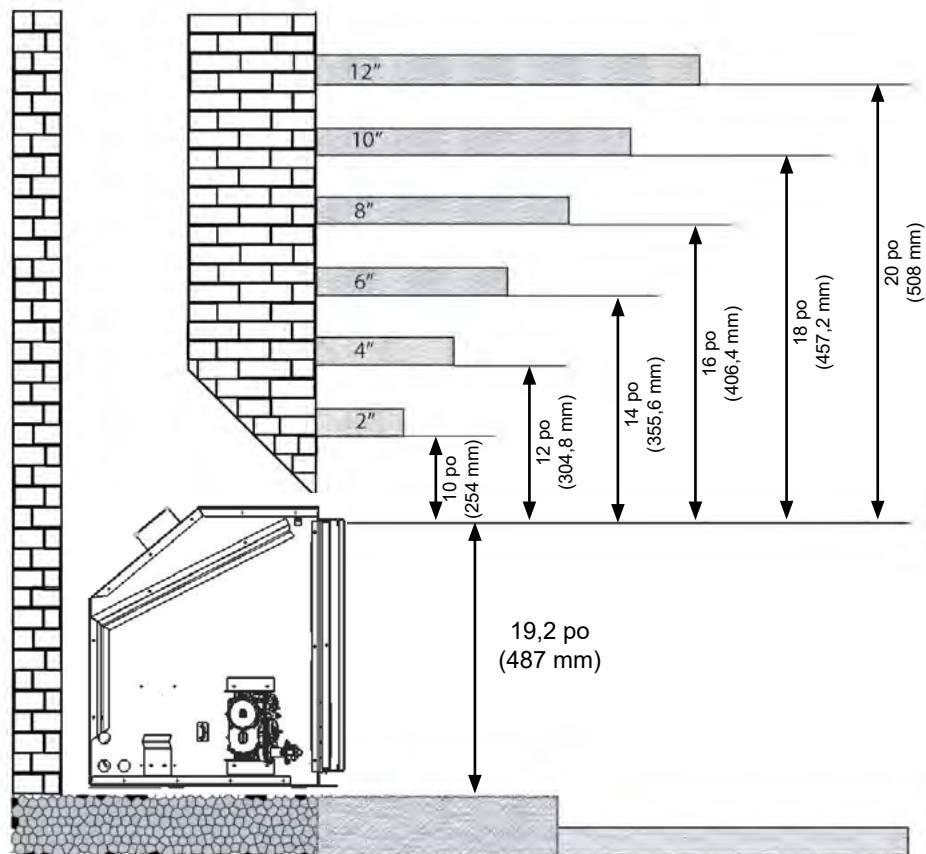 12"
10"
8"
6"
4"
2"
10 po
(254 mm)
12 po
(304,8 mm)
14 po
(355,6 mm)
16 po
(406,4 mm)
18 po
(457,2 mm)
20 po
(508 mm)
19,2 po
(487 mm)